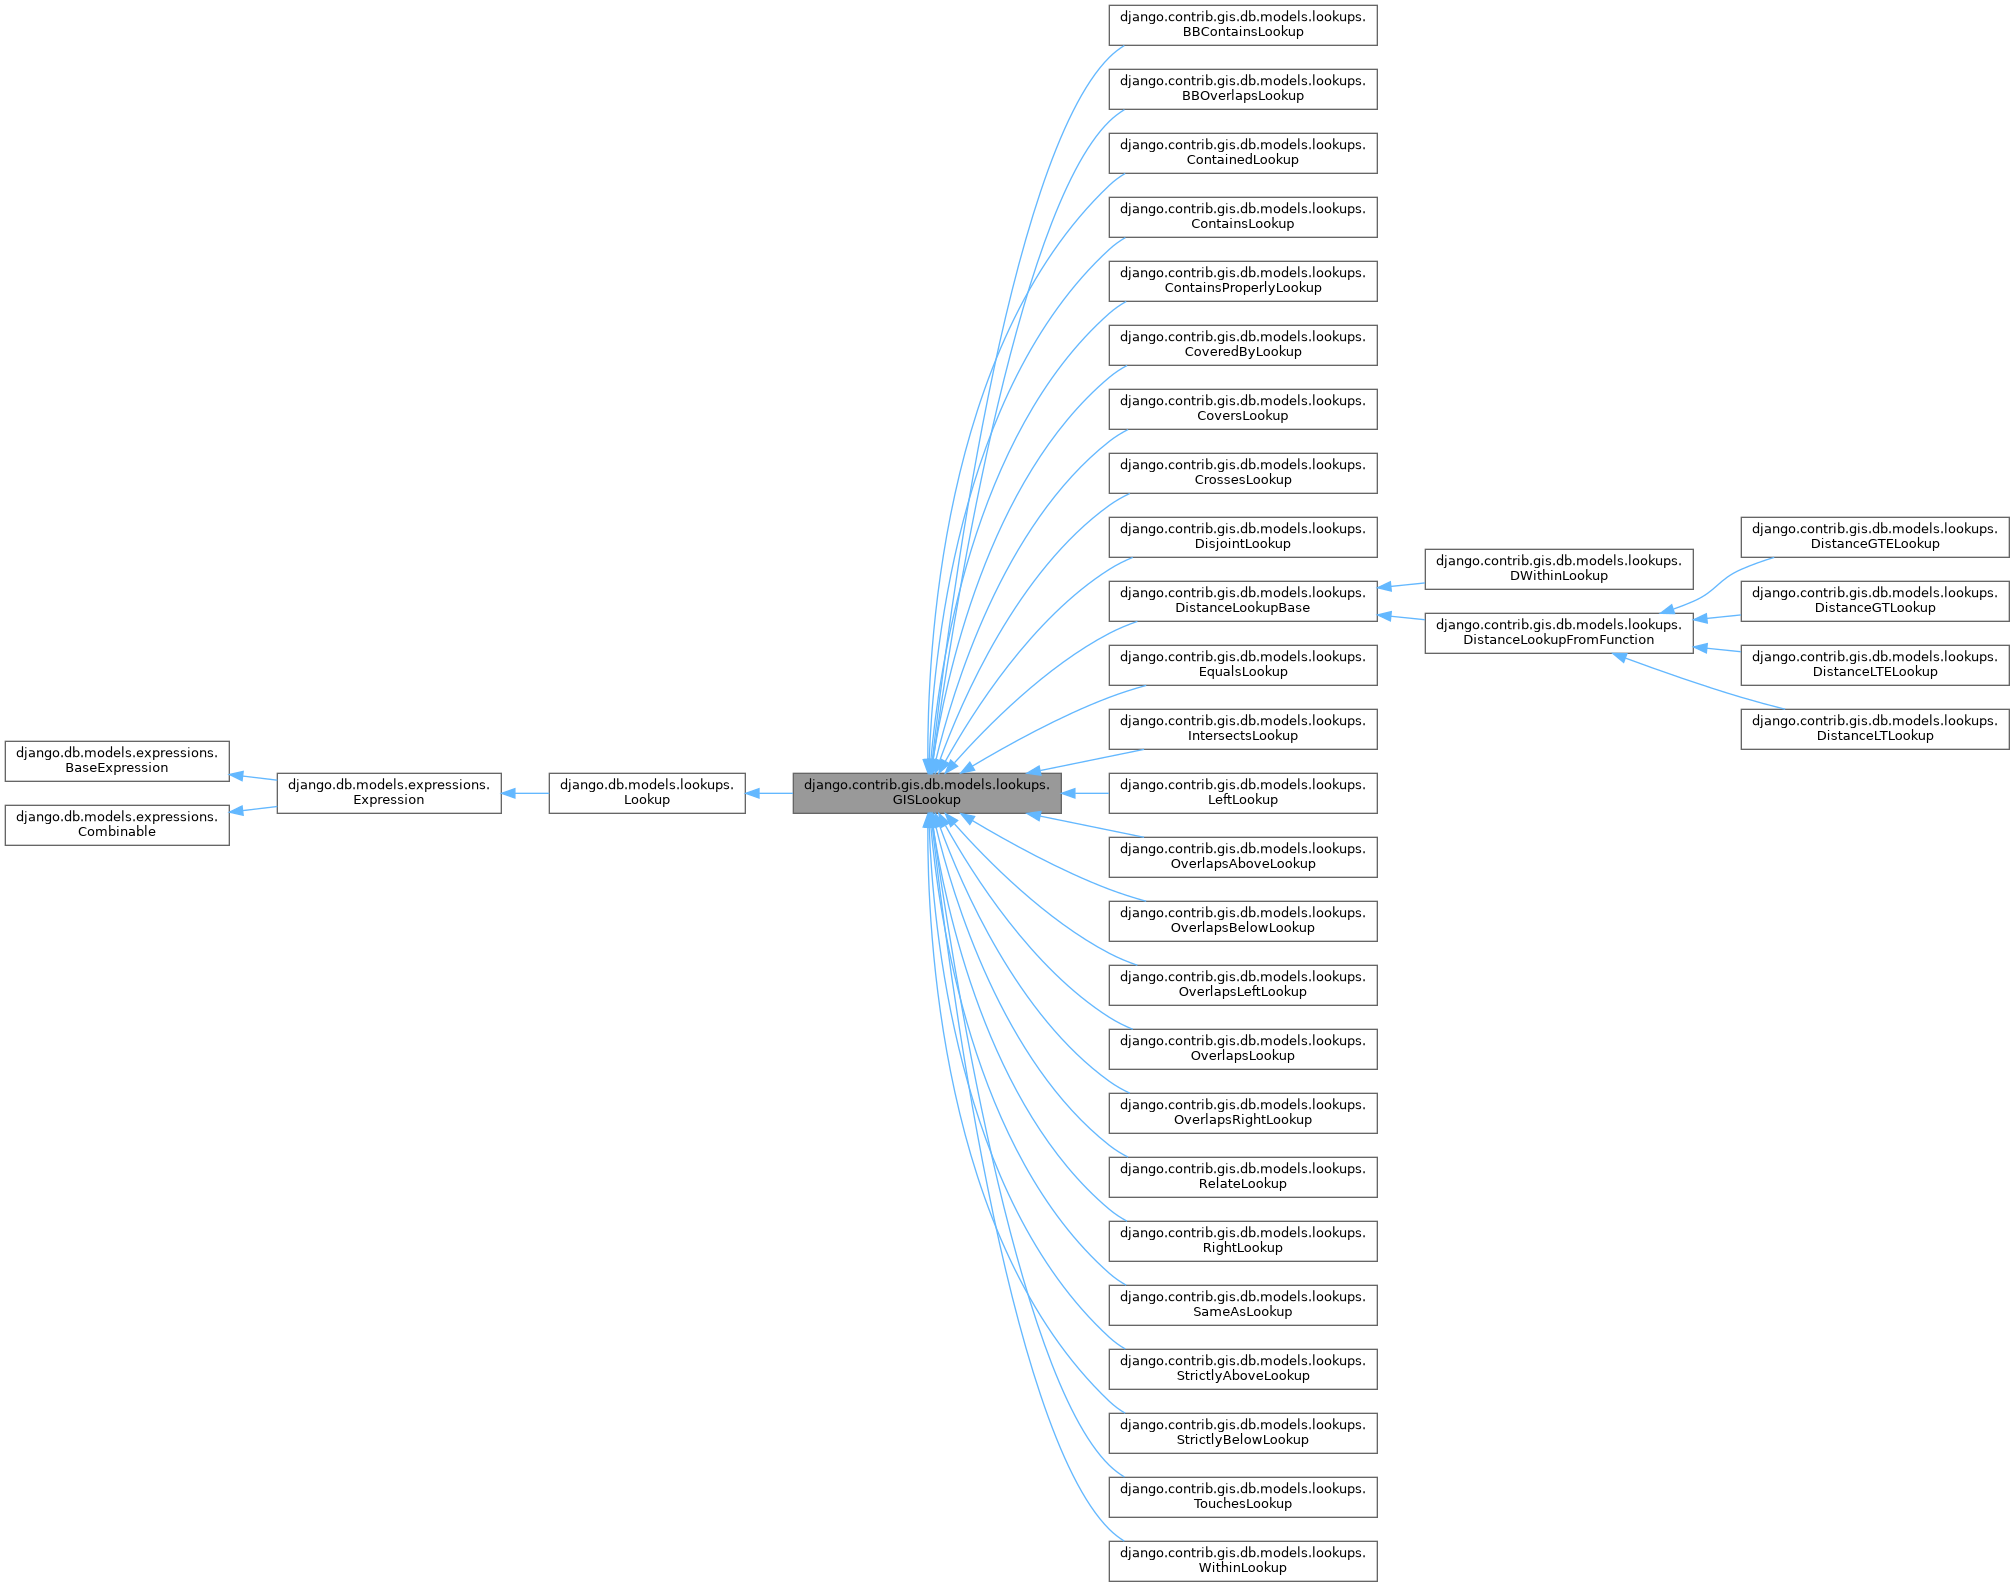 django.db.models.expressions.
BaseExpression
django.db.models.expressions.
Combinable
django.db.models.expressions.
Expression
django.db.models.lookups.
Lookup
django.contrib.gis.db.models.lookups.
GISLookup
django.contrib.gis.db.models.lookups.
BBContainsLookup
django.contrib.gis.db.models.lookups.
BBOverlapsLookup
django.contrib.gis.db.models.lookups.
ContainedLookup
django.contrib.gis.db.models.lookups.
ContainsLookup
django.contrib.gis.db.models.lookups.
ContainsProperlyLookup
django.contrib.gis.db.models.lookups.
CoveredByLookup
django.contrib.gis.db.models.lookups.
CoversLookup
django.contrib.gis.db.models.lookups.
CrossesLookup
django.contrib.gis.db.models.lookups.
DisjointLookup
django.contrib.gis.db.models.lookups.
DistanceLookupBase
django.contrib.gis.db.models.lookups.
EqualsLookup
django.contrib.gis.db.models.lookups.
IntersectsLookup
django.contrib.gis.db.models.lookups.
LeftLookup
django.contrib.gis.db.models.lookups.
OverlapsAboveLookup
django.contrib.gis.db.models.lookups.
OverlapsBelowLookup
django.contrib.gis.db.models.lookups.
OverlapsLeftLookup
django.contrib.gis.db.models.lookups.
OverlapsLookup
django.contrib.gis.db.models.lookups.
OverlapsRightLookup
django.contrib.gis.db.models.lookups.
RelateLookup
django.contrib.gis.db.models.lookups.
RightLookup
django.contrib.gis.db.models.lookups.
SameAsLookup
django.contrib.gis.db.models.lookups.
StrictlyAboveLookup
django.contrib.gis.db.models.lookups.
StrictlyBelowLookup
django.contrib.gis.db.models.lookups.
TouchesLookup
django.contrib.gis.db.models.lookups.
WithinLookup
django.contrib.gis.db.models.lookups.
DWithinLookup
django.contrib.gis.db.models.lookups.
DistanceLookupFromFunction
django.contrib.gis.db.models.lookups.
DistanceGTELookup
django.contrib.gis.db.models.lookups.
DistanceGTLookup
django.contrib.gis.db.models.lookups.
DistanceLTELookup
django.contrib.gis.db.models.lookups.
DistanceLTLookup